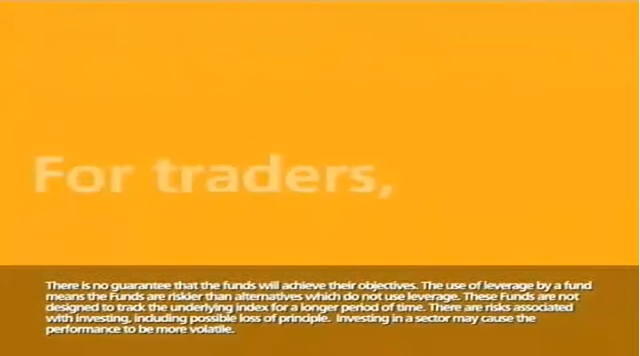 For traders,
There is no guarantee that the funds will achieve their objectives. The use of leverage by a fund
means the Funds are riskier than alternatives which do not use leverage. These Funds are not
designed to track the underlying index for a longer period of time. There are risks associated
with investing, including possible loss of principle. Investing in a sector may cause the
performance to be more volatile.